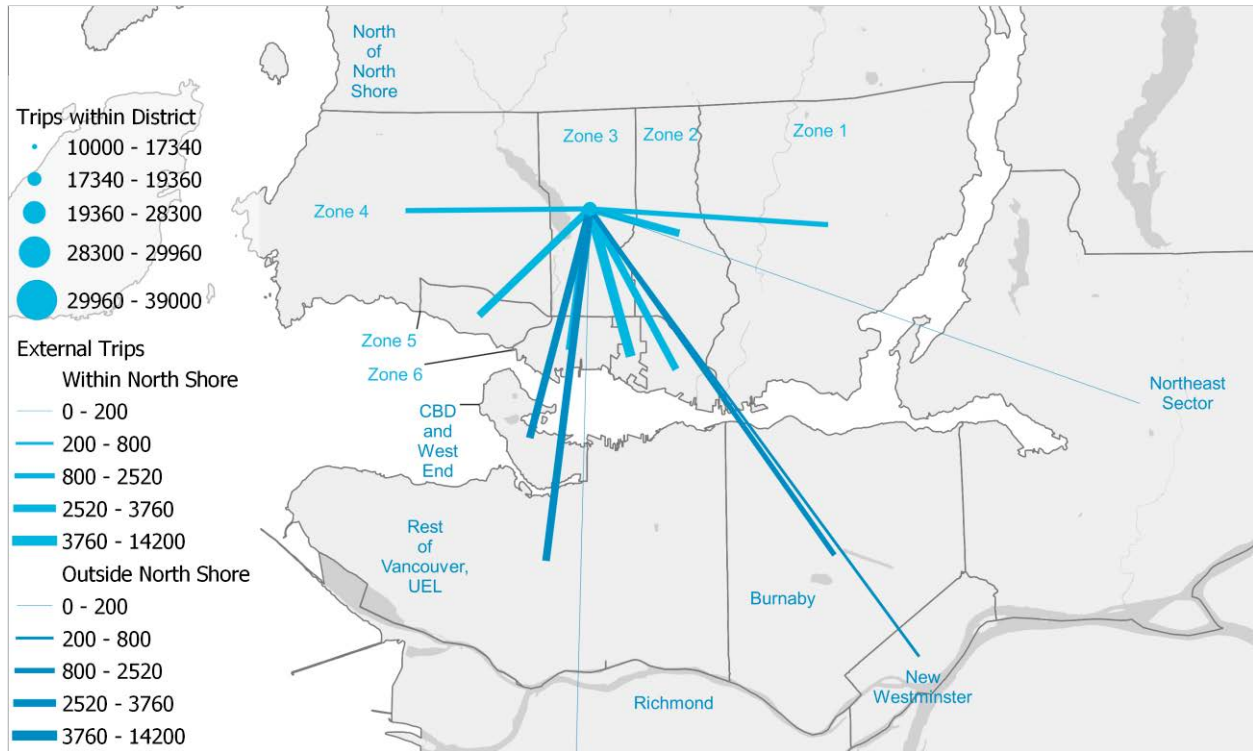 North
of
North
Shore
Trips within District
10000 - 17340
17340 - 19360
19360 - 28300
28300 - 29960
29960 - 39000
External Trips
Within North Shore
0 - 200
200 - 800
800 - 2520
2520 - 3760
3760 - 14200
Outside North Shore
0 - 200
200 - 800
800 - 2520
2520 - 3760
3760 - 14200
Zone 3
Zone 2
Zone 1
Zone 4
Zone 5
Zone 6
CBD
and
West
End
Northeast
Sector
Rest
of
Vancouver,
UEL
Burnaby
New
Westminster
Richmond